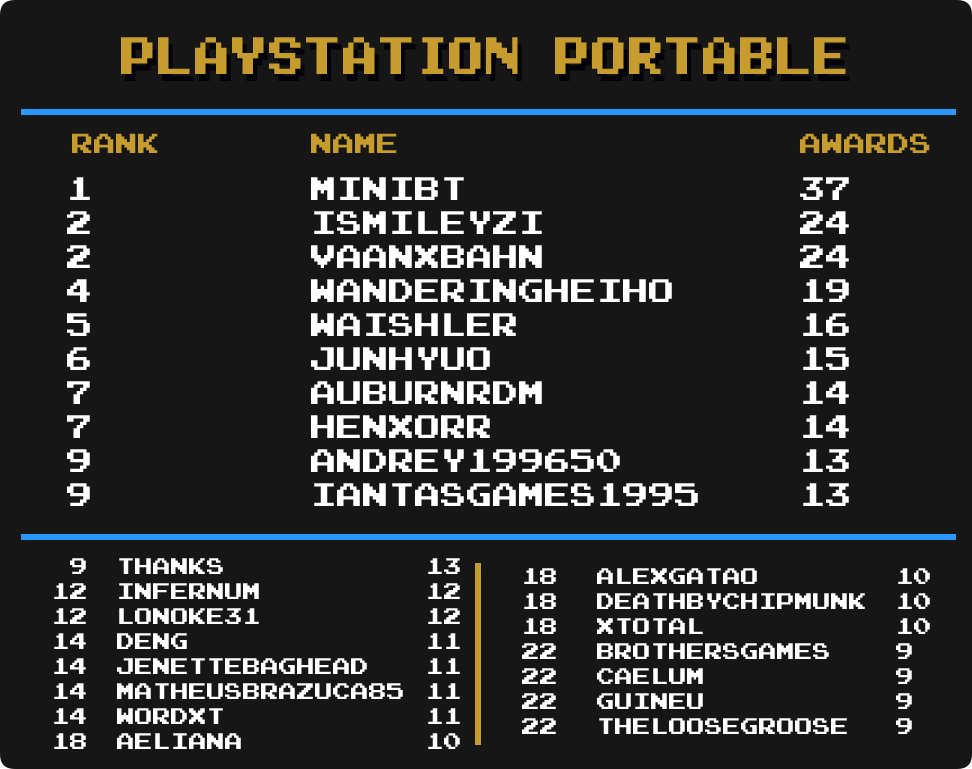 PLAYSTATION PORTABLE
RANK NAME AWARDS
1 MINIBT 37
2 ISMILEYZI 24
2 VAANXBAHN 24
4 WANDERINGHEIHO 19
5 WAISHLER 16
6 JUNHYUO 15
7 AUBURNRDM 14
7 HENXORR 14
9 ANDREY199650 13
9 IANTASGAMES1995 13
9 THANKS 13
12 INFERNUM 12
12 LONOKE31 12
14 DENG 11
14 JENETTEBAGHEAD 11
14 MATHEUSBRAZUCA85 11
14 WORDXT 11
18 AELIANA 10
18 ALEXGATAO 10
18 DEATHBYCHIPMUNK 10
18 XTOTAL 10
22 BROTHERSGAMES 9
22 CAELUM 9
22 GUINEU 9
22 THELOOSEGROOSE 9